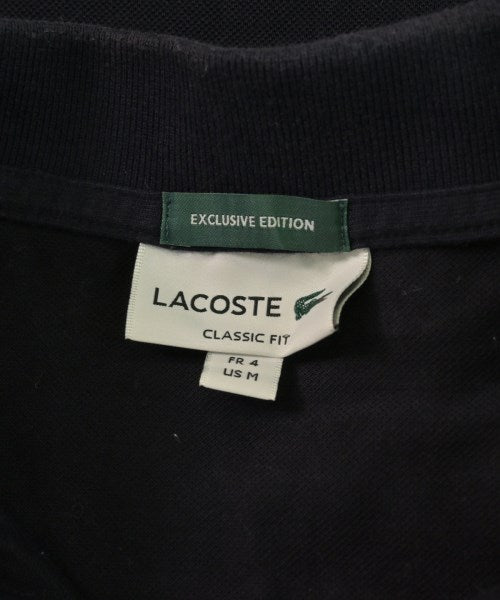 EXCLUSIVE EDITION
LACOSTE
CLASSIC FIT
FR 4
US M